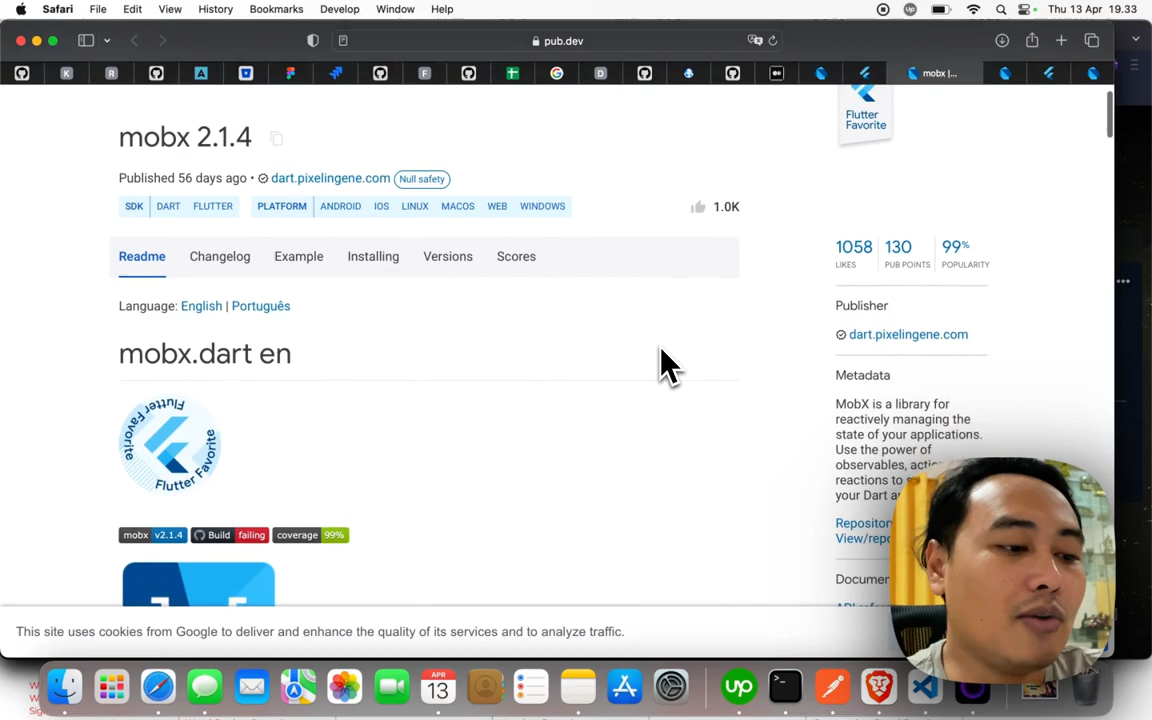 Safari File Edit View History Bookmarks Develop Window Help
Thu 13 Apr 19.33
pub.dev
mobx |...
Flutter
Favorite
mobx 2.1.4
Published 56 days ago • dart.pixelingene.com Null safety
SDK DART FLUTTER PLATFORM ANDROID IOS LINUX MACOS WEB WINDOWS
1.0K
Readme Changelog Example Installing Versions Scores
1058 130 99%
LIKES PUB POINTS POPULARITY
Language: English | Português
Publisher
dart.pixelingene.com
mobx.dart en
Metadata
MobX is a library for
reactively managing the
state of your applications.
Use the power of
observables,
reactions to
your Dart
Flutter Favorite
Flutter Favorite
mobx v2.1.4 Build failing coverage 99%
This site uses cookies from Google to deliver and enhance the quality of its services and to analyze traffic.
APR
13